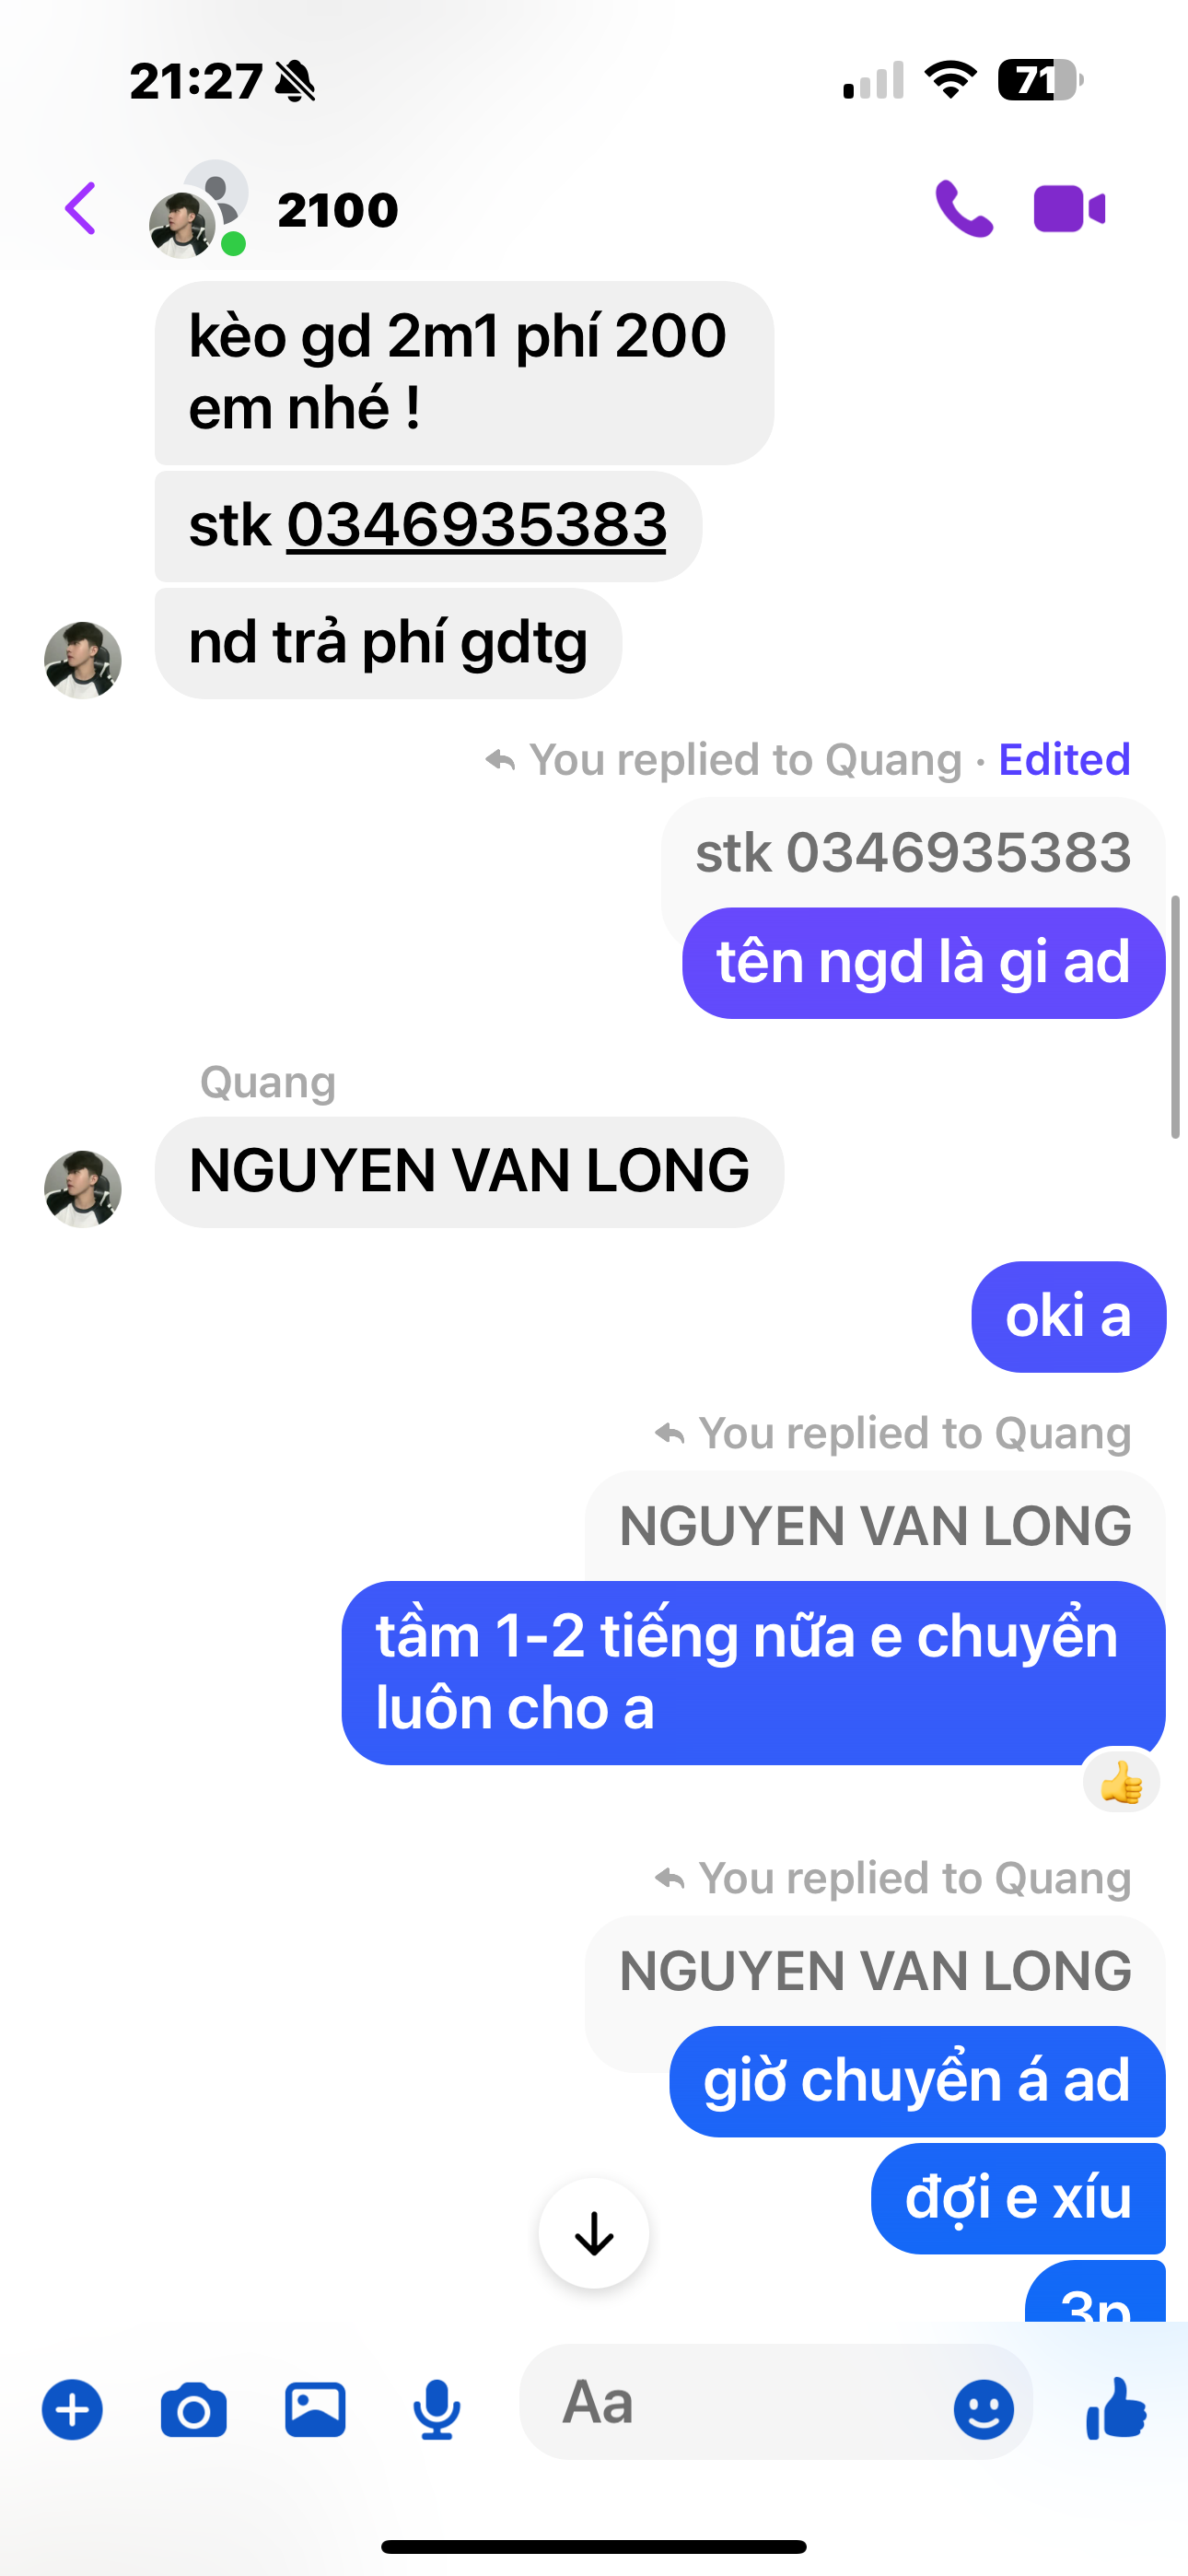 21:27
71
2100
kèo gd 2m1 phí 200
em nhé !
stk 0346935383
nd trả phí gdtg
You replied to Quang · Edited
stk 0346935383
tên ngd là gi ad
Quang
NGUYEN VAN LONG
oki a
You replied to Quang
NGUYEN VAN LONG
tầm 1-2 tiếng nữa e chuyển
luôn cho a
You replied to Quang
NGUYEN VAN LONG
giờ chuyển á ad
đợi e xíu
3p
Aa